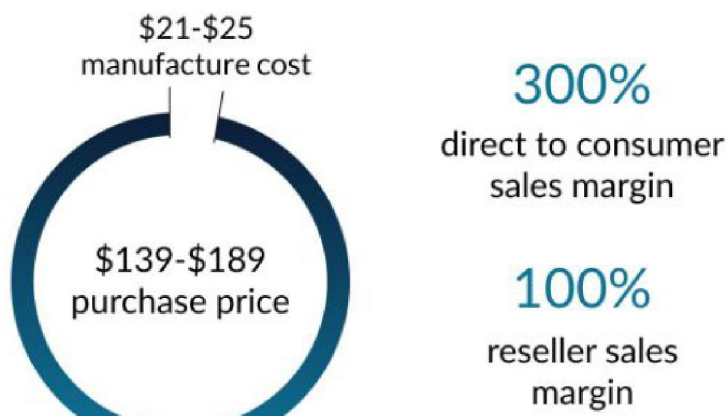 $21-$25
manufacture cost
$139-$189
purchase price
300%
direct to consumer
sales margin
100%
reseller sales
margin